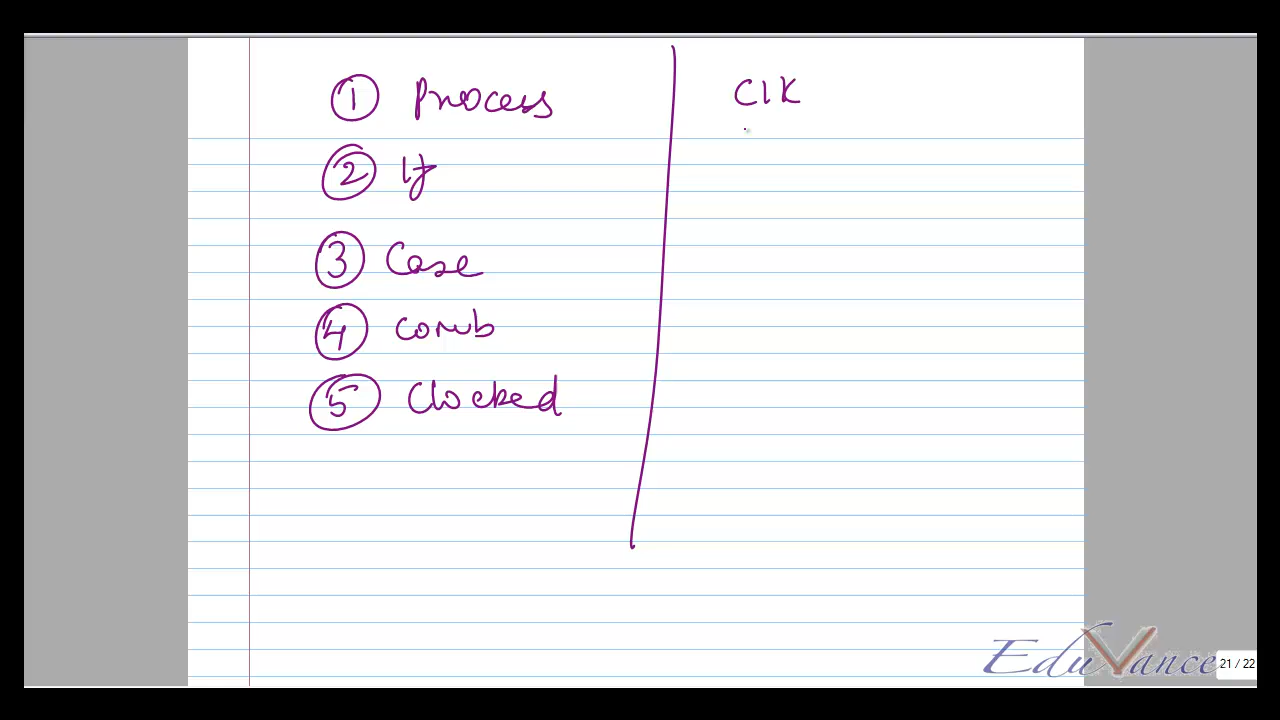 1 Process
2 If
3 Case
4 Comb
5 Clocked
Clk
EduVance
21 / 22